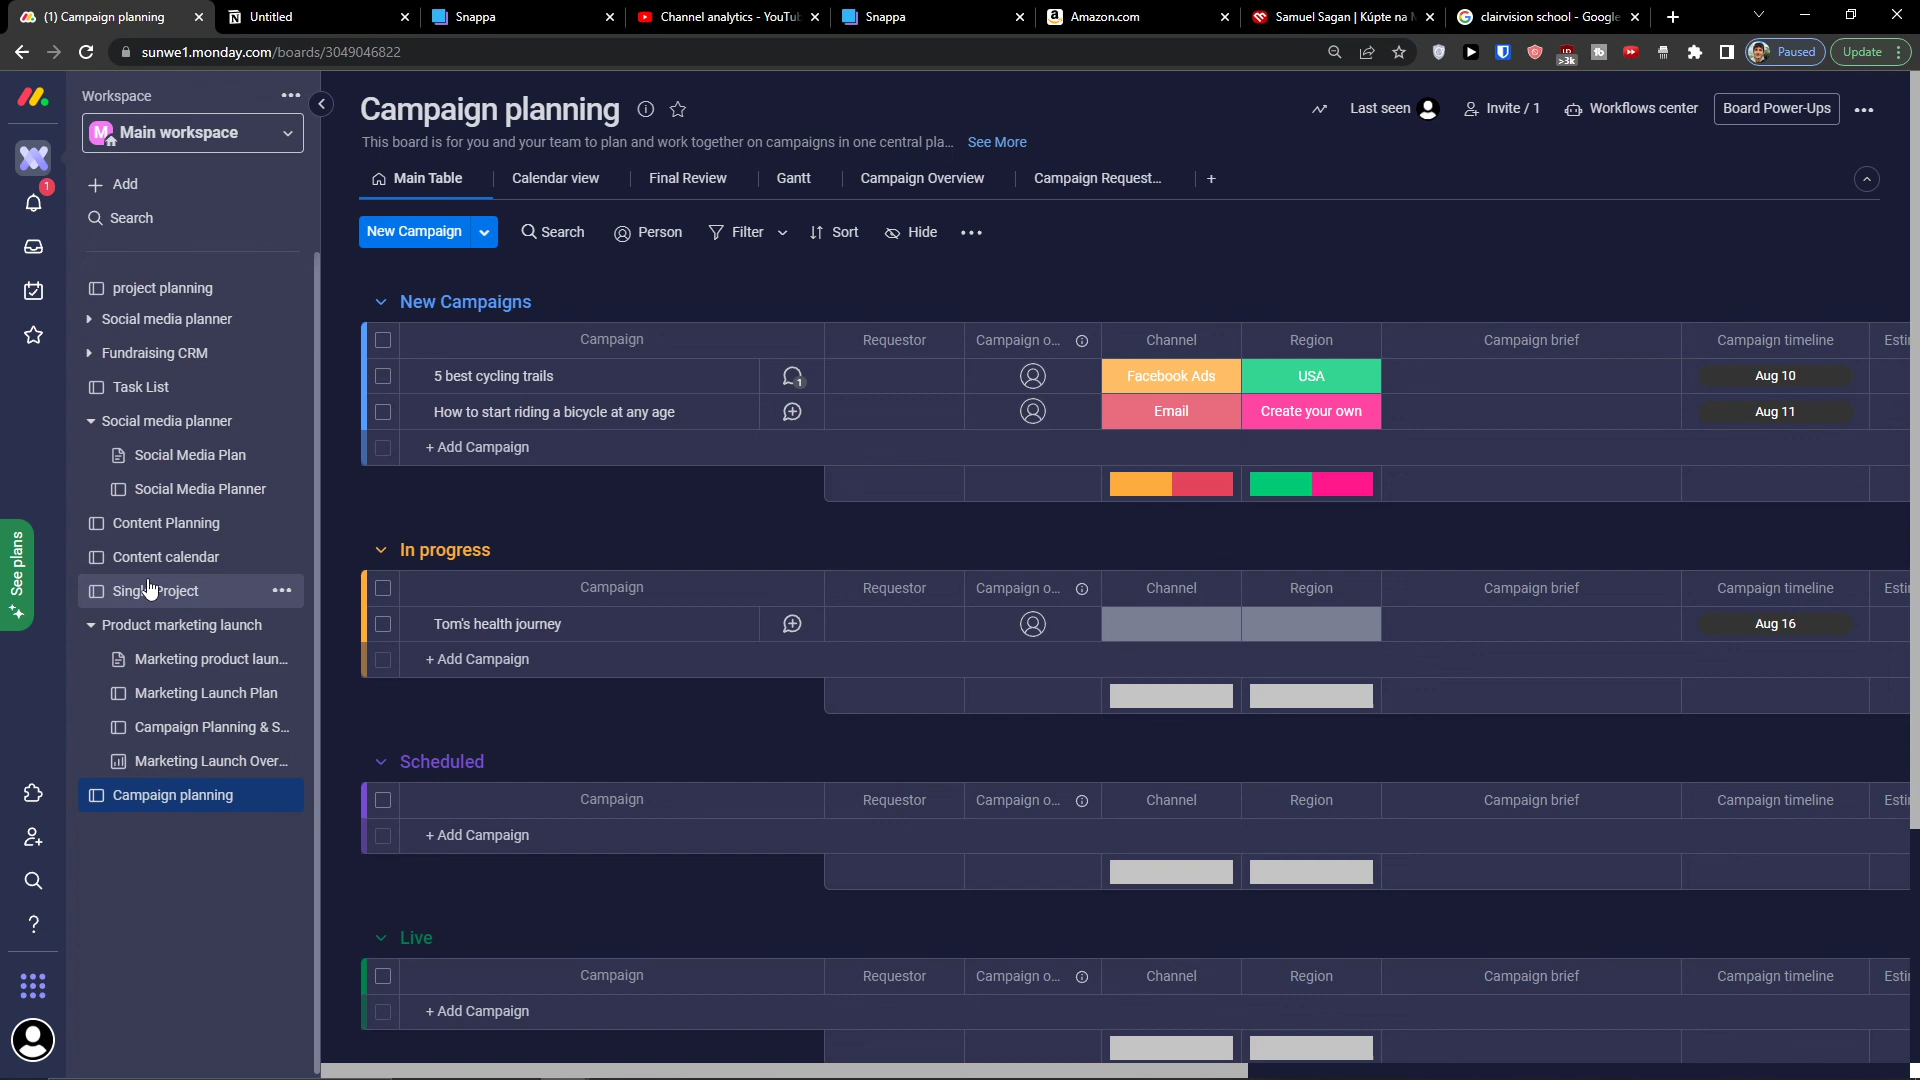 (1) Campaign planning
Untitled
Snappa
Channel analytics - YouTu
Snappa
Amazon.com
Samuel Sagan | Kúpte na
clairvision school - Google
sunwe1.monday.com/boards/3049046822
>3k
Paused
Update
Workspace
M
Main workspace
Add
Search
1
project planning
Social media planner
Fundraising CRM
Task List
Social media planner
Social Media Plan
Social Media Planner
Content Planning
Content calendar
Product marketing launch
Marketing product laun...
Marketing Launch Plan
Campaign Planning & S...
Marketing Launch Over...
Campaign planning
See plans
Campaign planning
Last seen
Invite / 1
Workflows center
Board Power-Ups
This board is for you and your team to plan and work together on campaigns in one central pla...
See More
Main Table
Calendar view
Final Review
Gantt
Campaign Overview
Campaign Request...
+
New Campaign
Search
Person
Filter
Sort
Hide
New Campaigns
Campaign Requestor Campaign o... Channel Region Campaign brief Campaign timeline Esti
5 best cycling trails 1 Facebook Ads USA Aug 10
How to start riding a bicycle at any age Email Create your own Aug 11
+ Add Campaign
In progress
Campaign Requestor Campaign o... Channel Region Campaign brief Campaign timeline Esti
Tom's health journey Aug 16
+ Add Campaign
Scheduled
Campaign Requestor Campaign o... Channel Region Campaign brief Campaign timeline Esti
+ Add Campaign
Live
Campaign Requestor Campaign o... Channel Region Campaign brief Campaign timeline Esti
+ Add Campaign